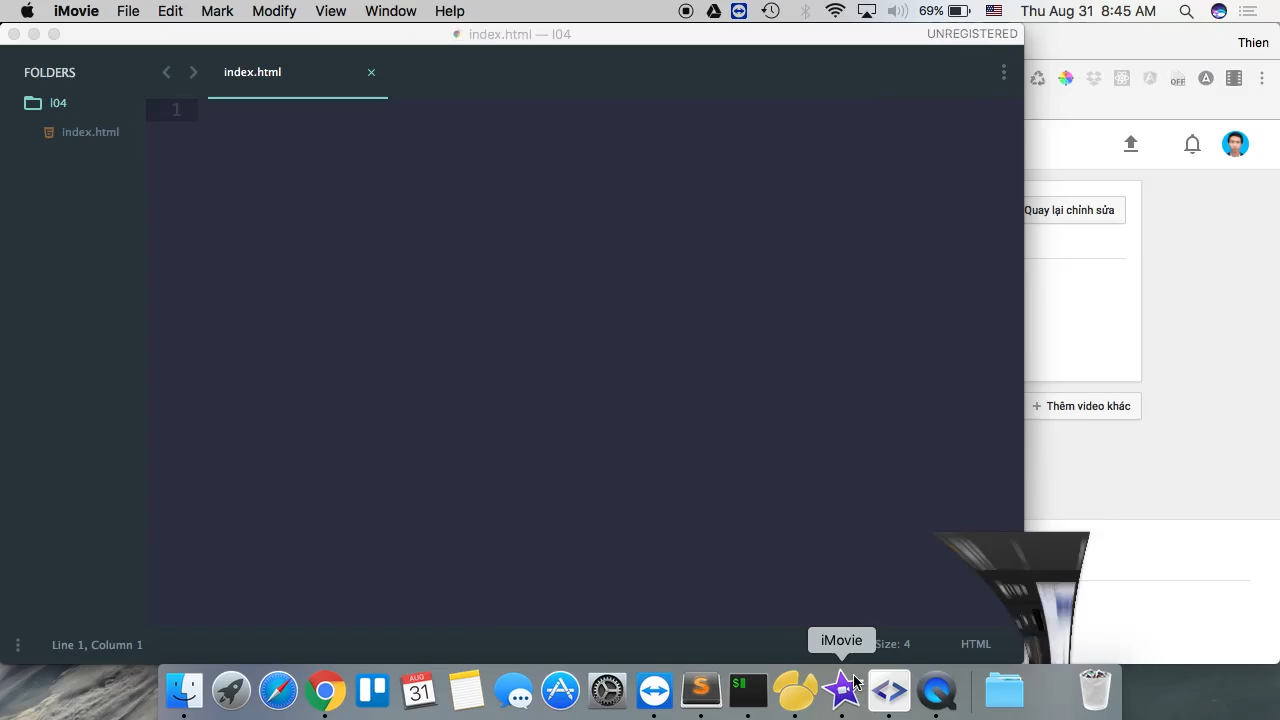 iMovie File Edit Mark Modify View Window Help 69% Thu Aug 31 8:45 AM
index.html — l04 UNREGISTERED
Thien
FOLDERS
index.html
l04
1
index.html
OFF
Quay lại chỉnh sửa
Thêm video khác
iMovie
Line 1, Column 1
Size: 4
HTML
AUG
31